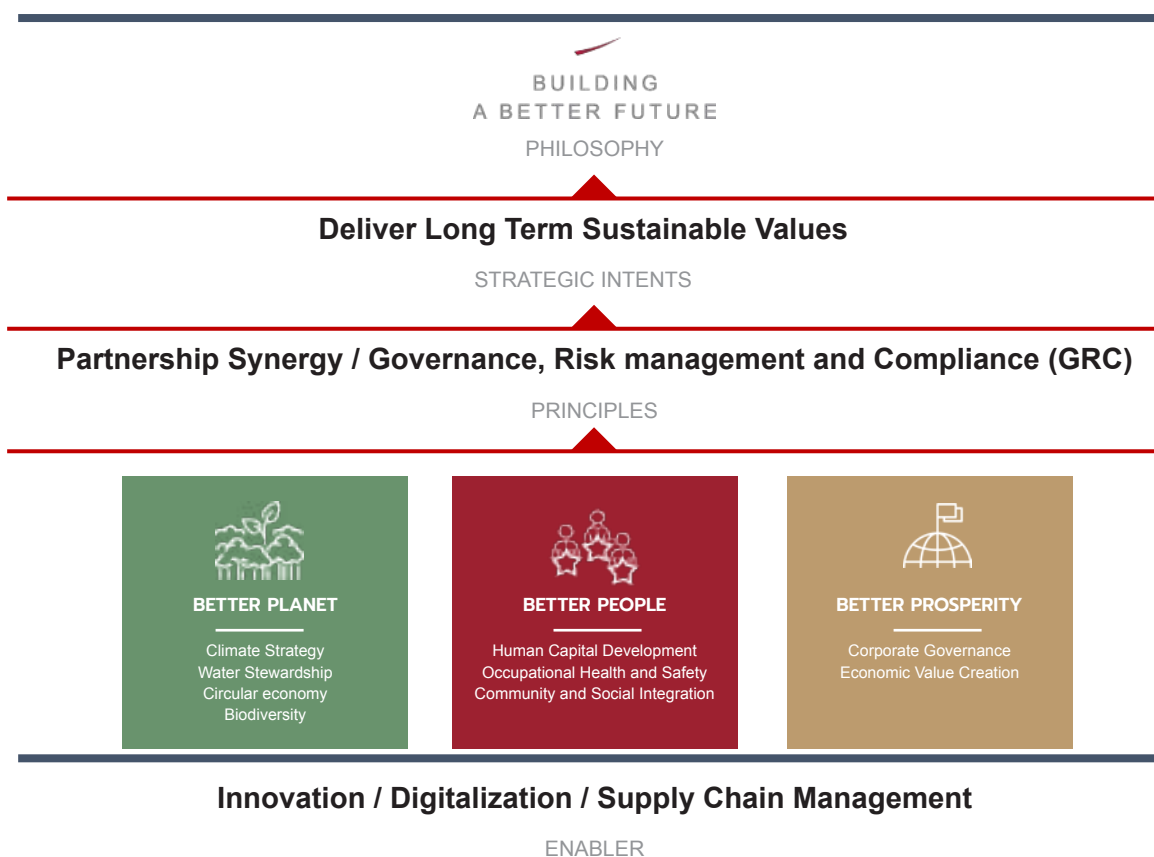 BUILDING
A BETTER FUTURE
PHILOSOPHY
Deliver Long Term Sustainable Values
STRATEGIC INTENTS
Partnership Synergy / Governance, Risk management and Compliance (GRC)
PRINCIPLES
BETTER PLANET
Climate Strategy
Water Stewardship
Circular economy
Biodiversity
BETTER PEOPLE
Human Capital Development
Occupational Health and Safety
Community and Social Integration
BETTER PROSPERITY
Corporate Governance
Economic Value Creation
Innovation / Digitalization / Supply Chain Management
ENABLER